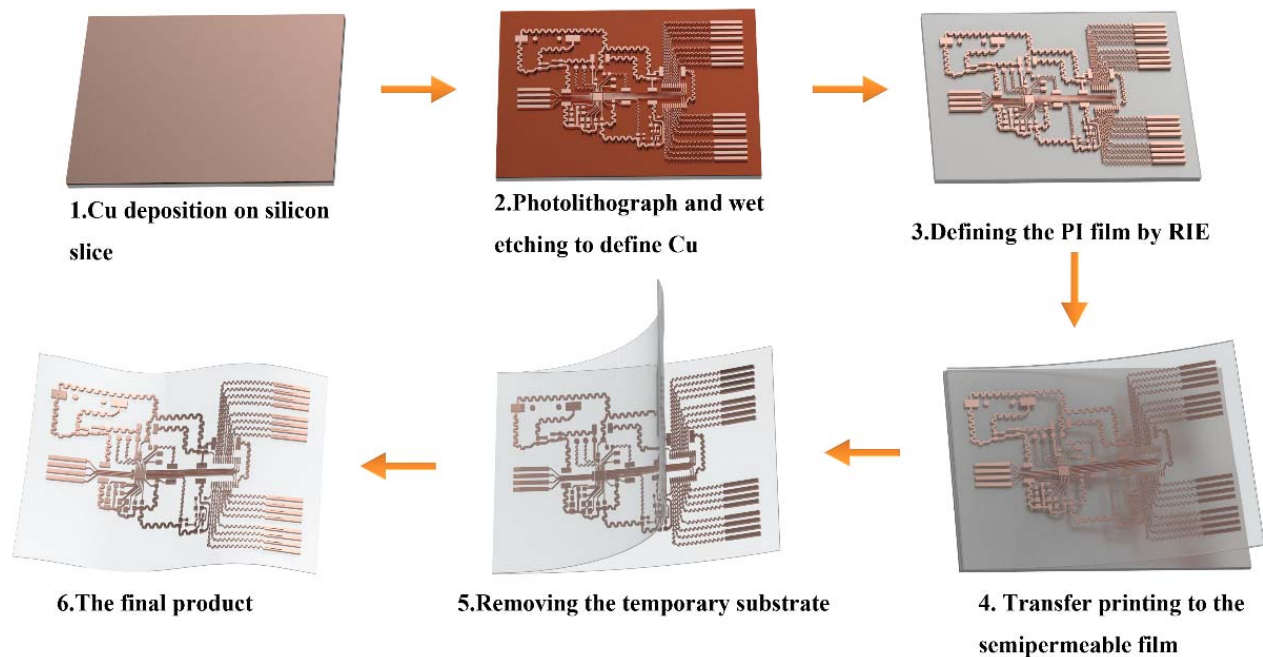 1.Cu deposition on silicon
slice
2.Photolithograph and wet
etching to define Cu
3.Defining the PI film by RIE
4. Transfer printing to the
semipermeable film
5.Removing the temporary substrate
6.The final product